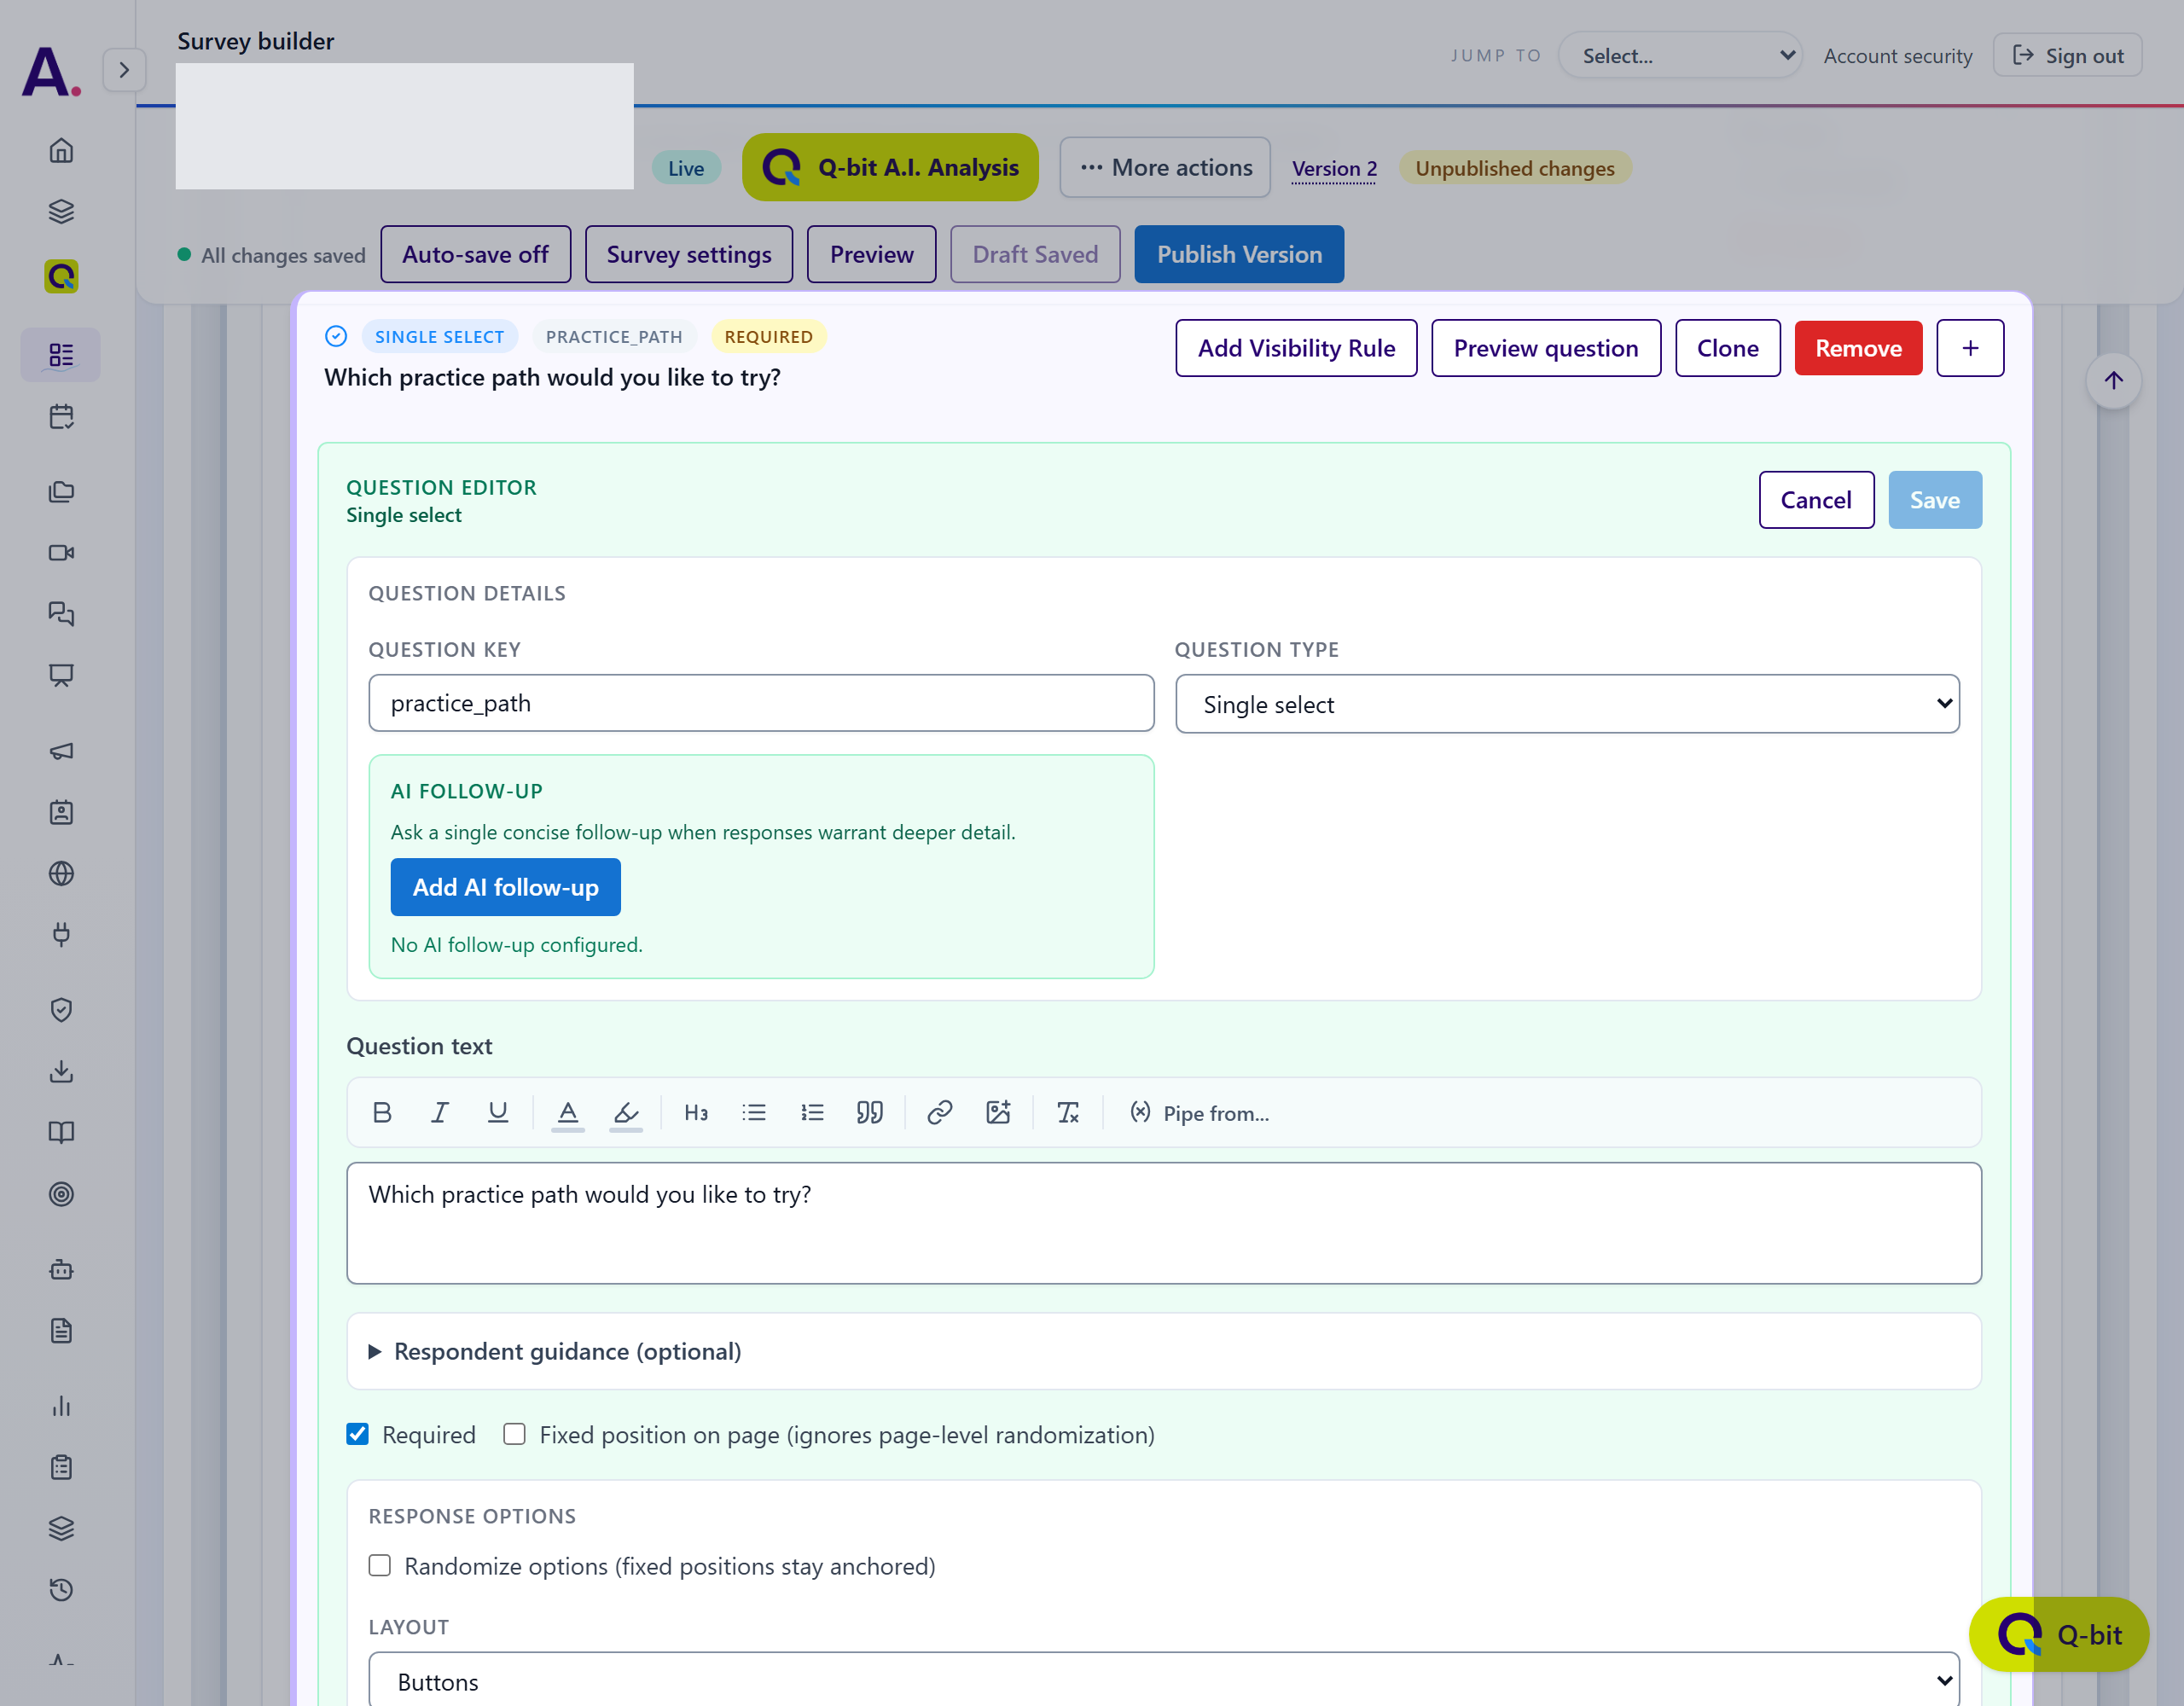 Survey builder
JUMP TO
Select...
Account security
Sign out
A.
Live
Q-bit A.I. Analysis
··· More actions
Version 2
Unpublished changes
All changes saved
Auto-save off
Survey settings
Preview
Draft Saved
Publish Version
SINGLE SELECT
PRACTICE_PATH
REQUIRED
Which practice path would you like to try?
Add Visibility Rule
Preview question
Clone
Remove
+
QUESTION EDITOR
Single select
Cancel
Save
QUESTION DETAILS
QUESTION KEY
QUESTION TYPE
practice_path
Single select
AI FOLLOW-UP
Ask a single concise follow-up when responses warrant deeper detail.
Add AI follow-up
No AI follow-up configured.
Question text
B I U A H3 Pipe from...
Which practice path would you like to try?
Respondent guidance (optional)
Required
Fixed position on page (ignores page-level randomization)
RESPONSE OPTIONS
Randomize options (fixed positions stay anchored)
LAYOUT
Buttons
Q-bit